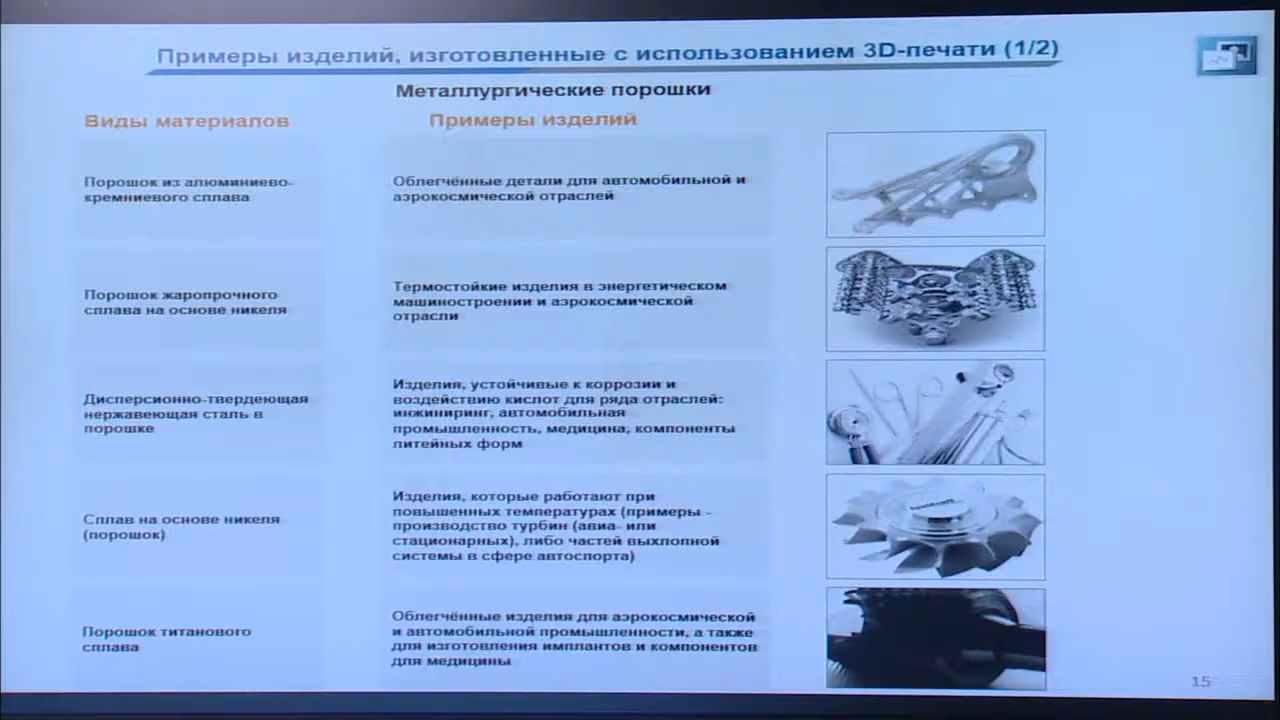 Примеры изделий, изготовленные с использованием 3D-печати (1/2)
Металлургические порошки
Виды материалов
Примеры изделий
Порошок из алюминиево-
кремниевого сплава
Облегчённые детали для автомобильной и
аэрокосмической отраслей
Порошок жаропрочного
сплава на основе никеля
Термостойкие изделия в энергетическом
машиностроении и аэрокосмической
отрасли
Дисперсионно-твердеющая
нержавеющая сталь в
порошке
Изделия, устойчивые к коррозии и
воздействию кислот для ряда отраслей:
инжиниринг, автомобильная
промышленность, медицина, компоненты
литейных форм
Сплав на основе никеля
(порошок)
Изделия, которые работают при
повышенных температурах (примеры -
производство турбин (авиа- или
стационарных), либо частей выхлопной
системы в сфере автоспорта)
Порошок титанового
сплава
Облегчённые изделия для аэрокосмической
и автомобильной промышленности, а также
для изготовления имплантов и компонентов
для медицины
15